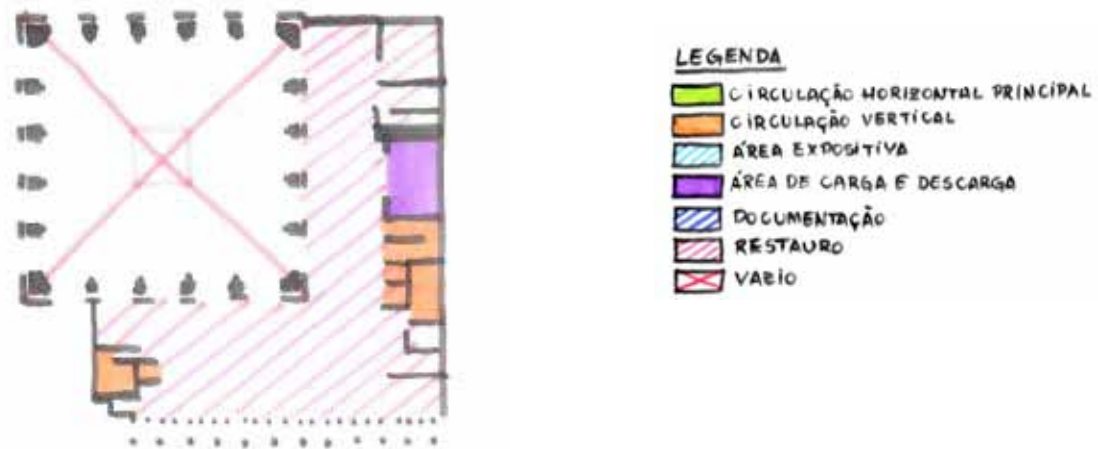 LEGENDA
CIRCULAÇÃO HORIZONTAL PRINCIPAL
CIRCULAÇÃO VERTICAL
ÁREA EXPOSITIVA
ÁREA DE CARGA E DESCARGA
DOCUMENTAÇÃO
RESTAURO
VAZIO